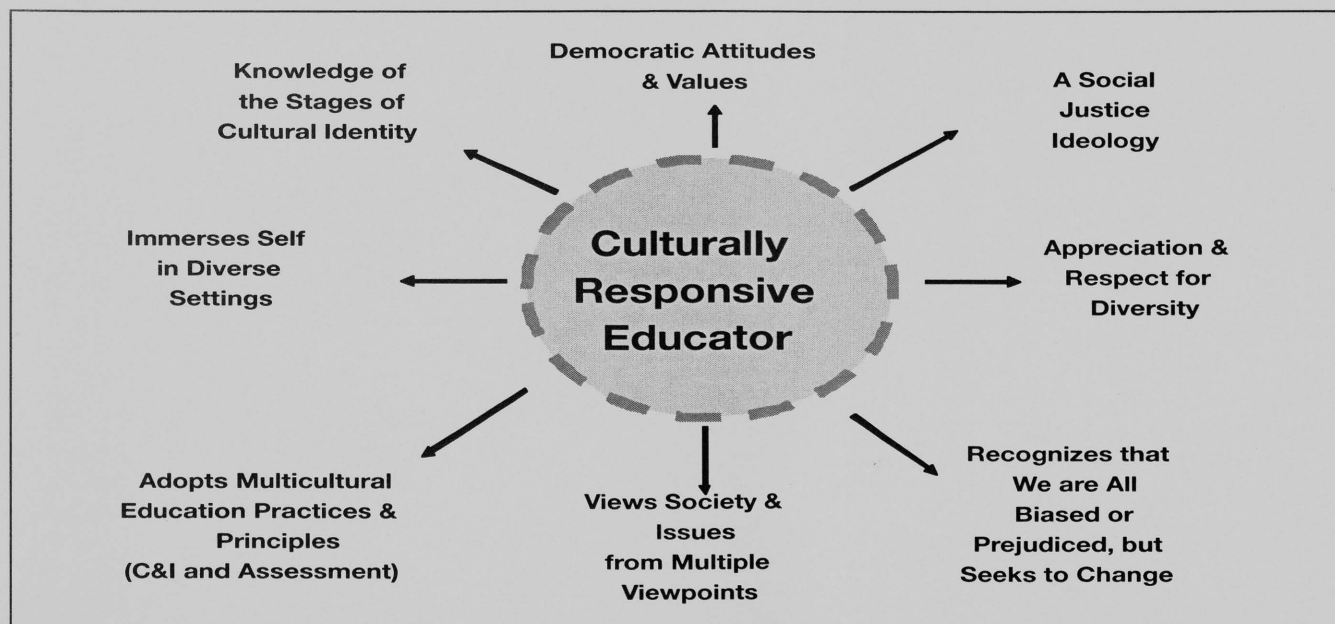 Democratic Attitudes
& Values
Knowledge of
the Stages of
Cultural Identity
A Social
Justice
Ideology
Immerses Self
in Diverse
Settings
Culturally
Responsive
Educator
Appreciation &
Respect for
Diversity
Adopts Multicultural
Education Practices &
Principles
(C&I and Assessment)
Views Society &
Issues
from Multiple
Viewpoints
Recognizes that
We are All
Biased or
Prejudiced, but
Seeks to Change